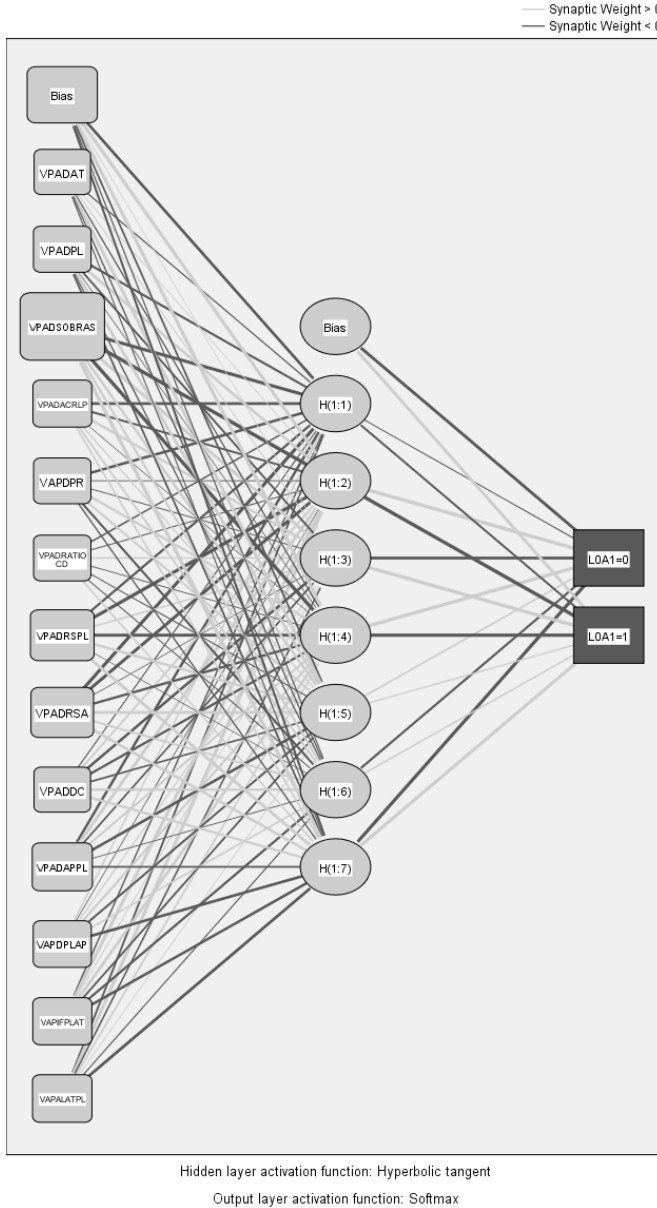 Synaptic Weight > 0
Synaptic Weight < 0
Bias
VPADAT
VPADPL
VPADSOBRAS
VPADACRLP
VAPDPR
VPADRATIO
CD
VPADRSPL
VPADRSA
VPADDC
VPADAPPL
VAPDPLAP
VAPIFPLAT
VAPALATPL
Bias
H(1:1)
H(1:2)
H(1:3)
H(1:4)
H(1:5)
H(1:6)
H(1:7)
L0A1=0
L0A1=1
Hidden layer activation function: Hyperbolic tangent
Output layer activation function: Softmax